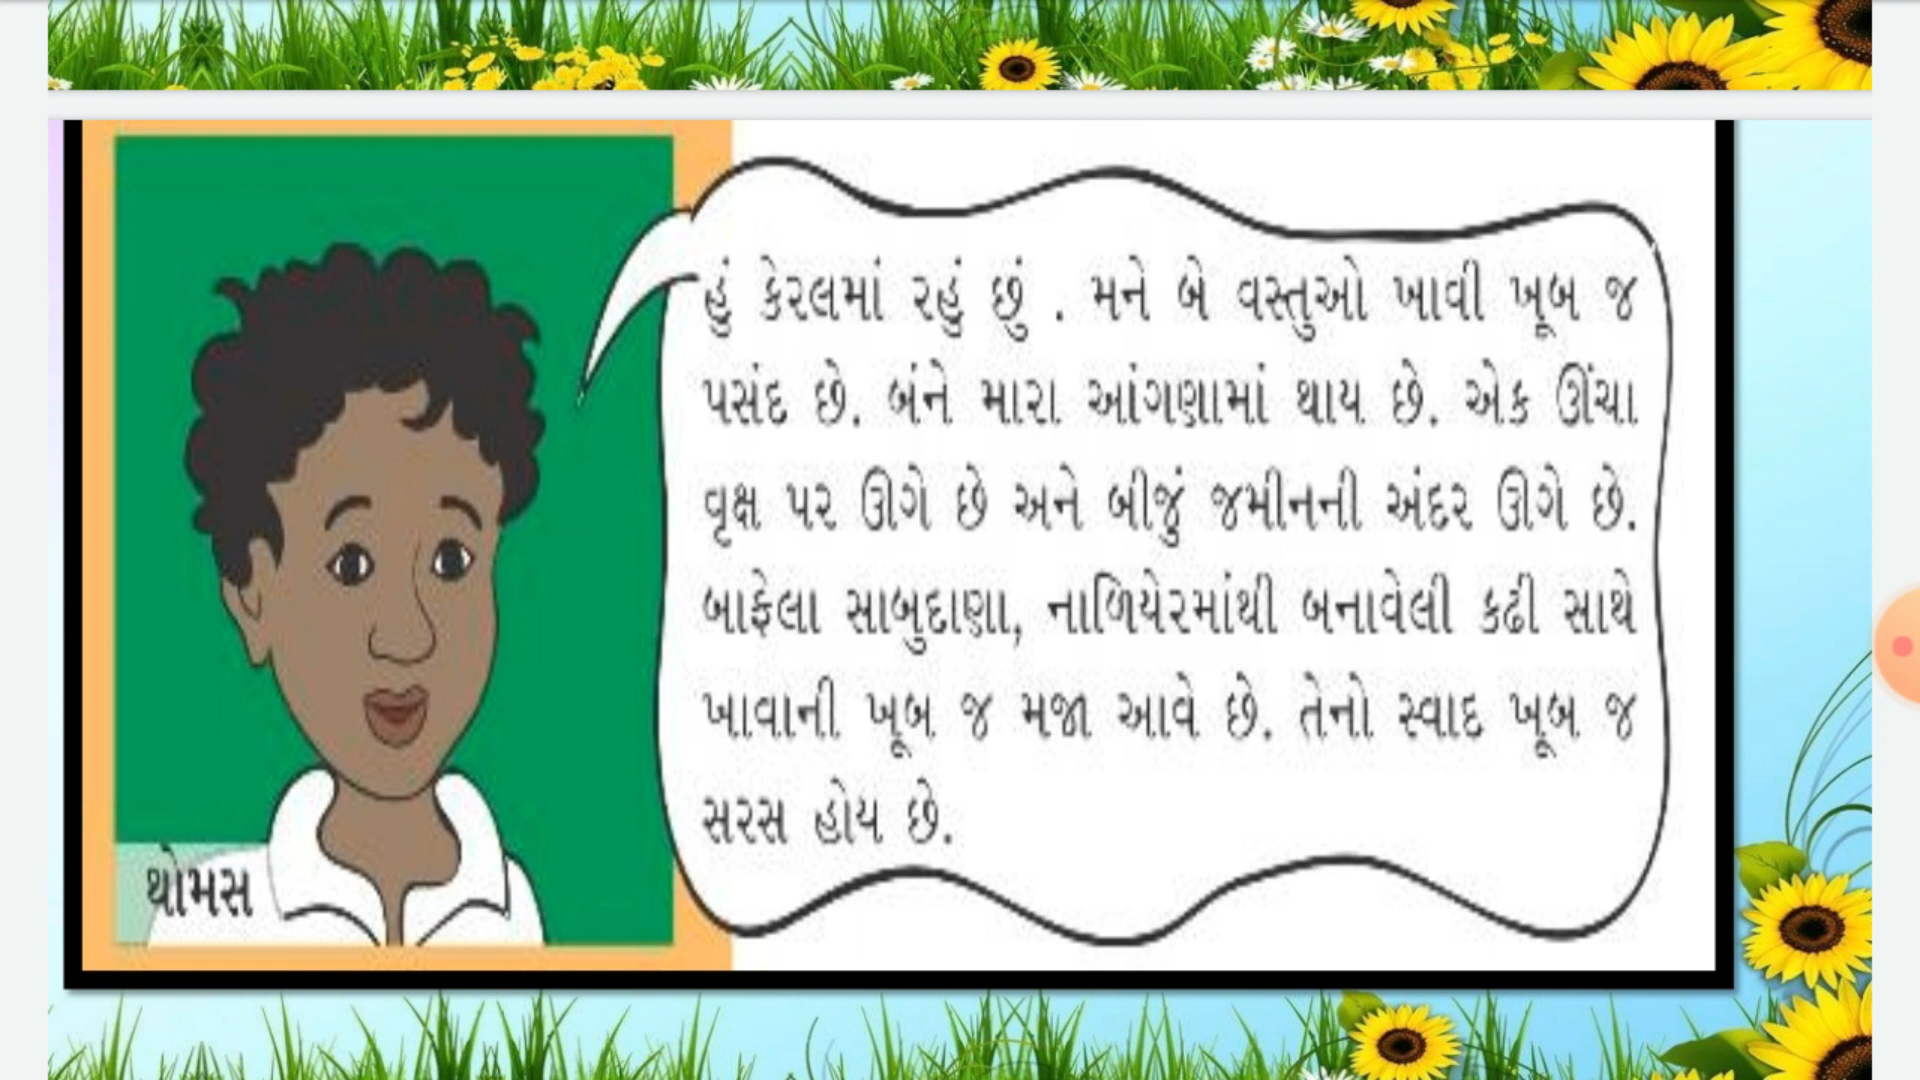 હું કેરલમાં રહું છું . મને બે વસ્તુઓ ખાવી ખૂબ જ
પસંદ છે. બંને મારા આંગણામાં થાય છે. એક ઊંચા
વૃક્ષ પર ઊગે છે અને બીજું જમીનની અંદર ઊગે છે.
બાફેલા સાબુદાણા, નાળિયેરમાંથી બનાવેલી કઢી સાથે
ખાવાની ખૂબ જ મજા આવે છે. તેનો સ્વાદ ખૂબ જ
સરસ હોય છે.
થોમસ